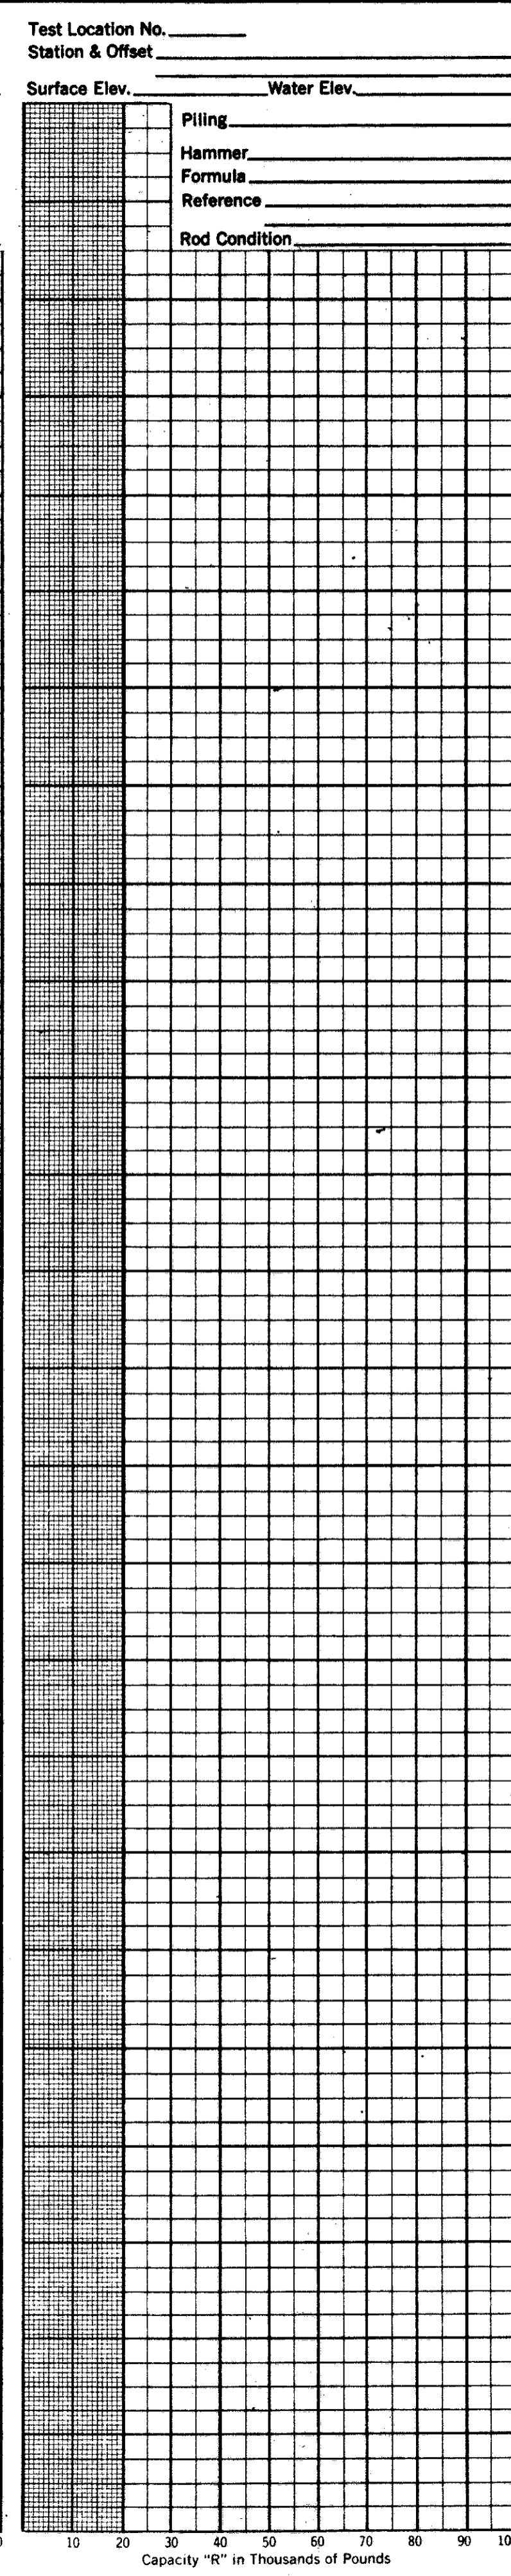 Test Location No.
Station & Offset
Surface Elev. Water Elev.
Piling
Hammer
Formula
Reference
Rod Condition
10 20 30 40 50 60 70 80 90
Capacity "R" in Thousands of Pounds